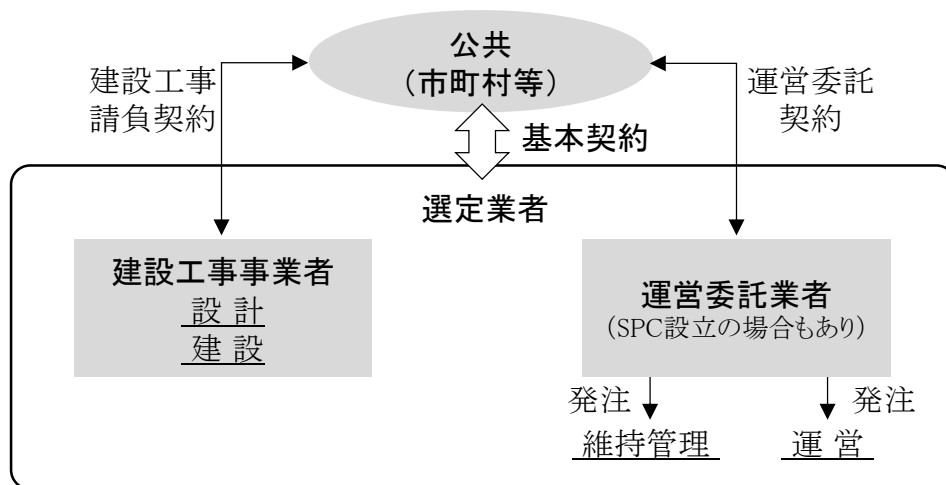 公共
（市町村等）
建設工事
請負契約
運営委託
契約
基本契約
選定業者
建設工事事業者
設 計
建 設
運営委託業者
（SPC設立の場合もあり）
発注
発注
維持管理
運 営